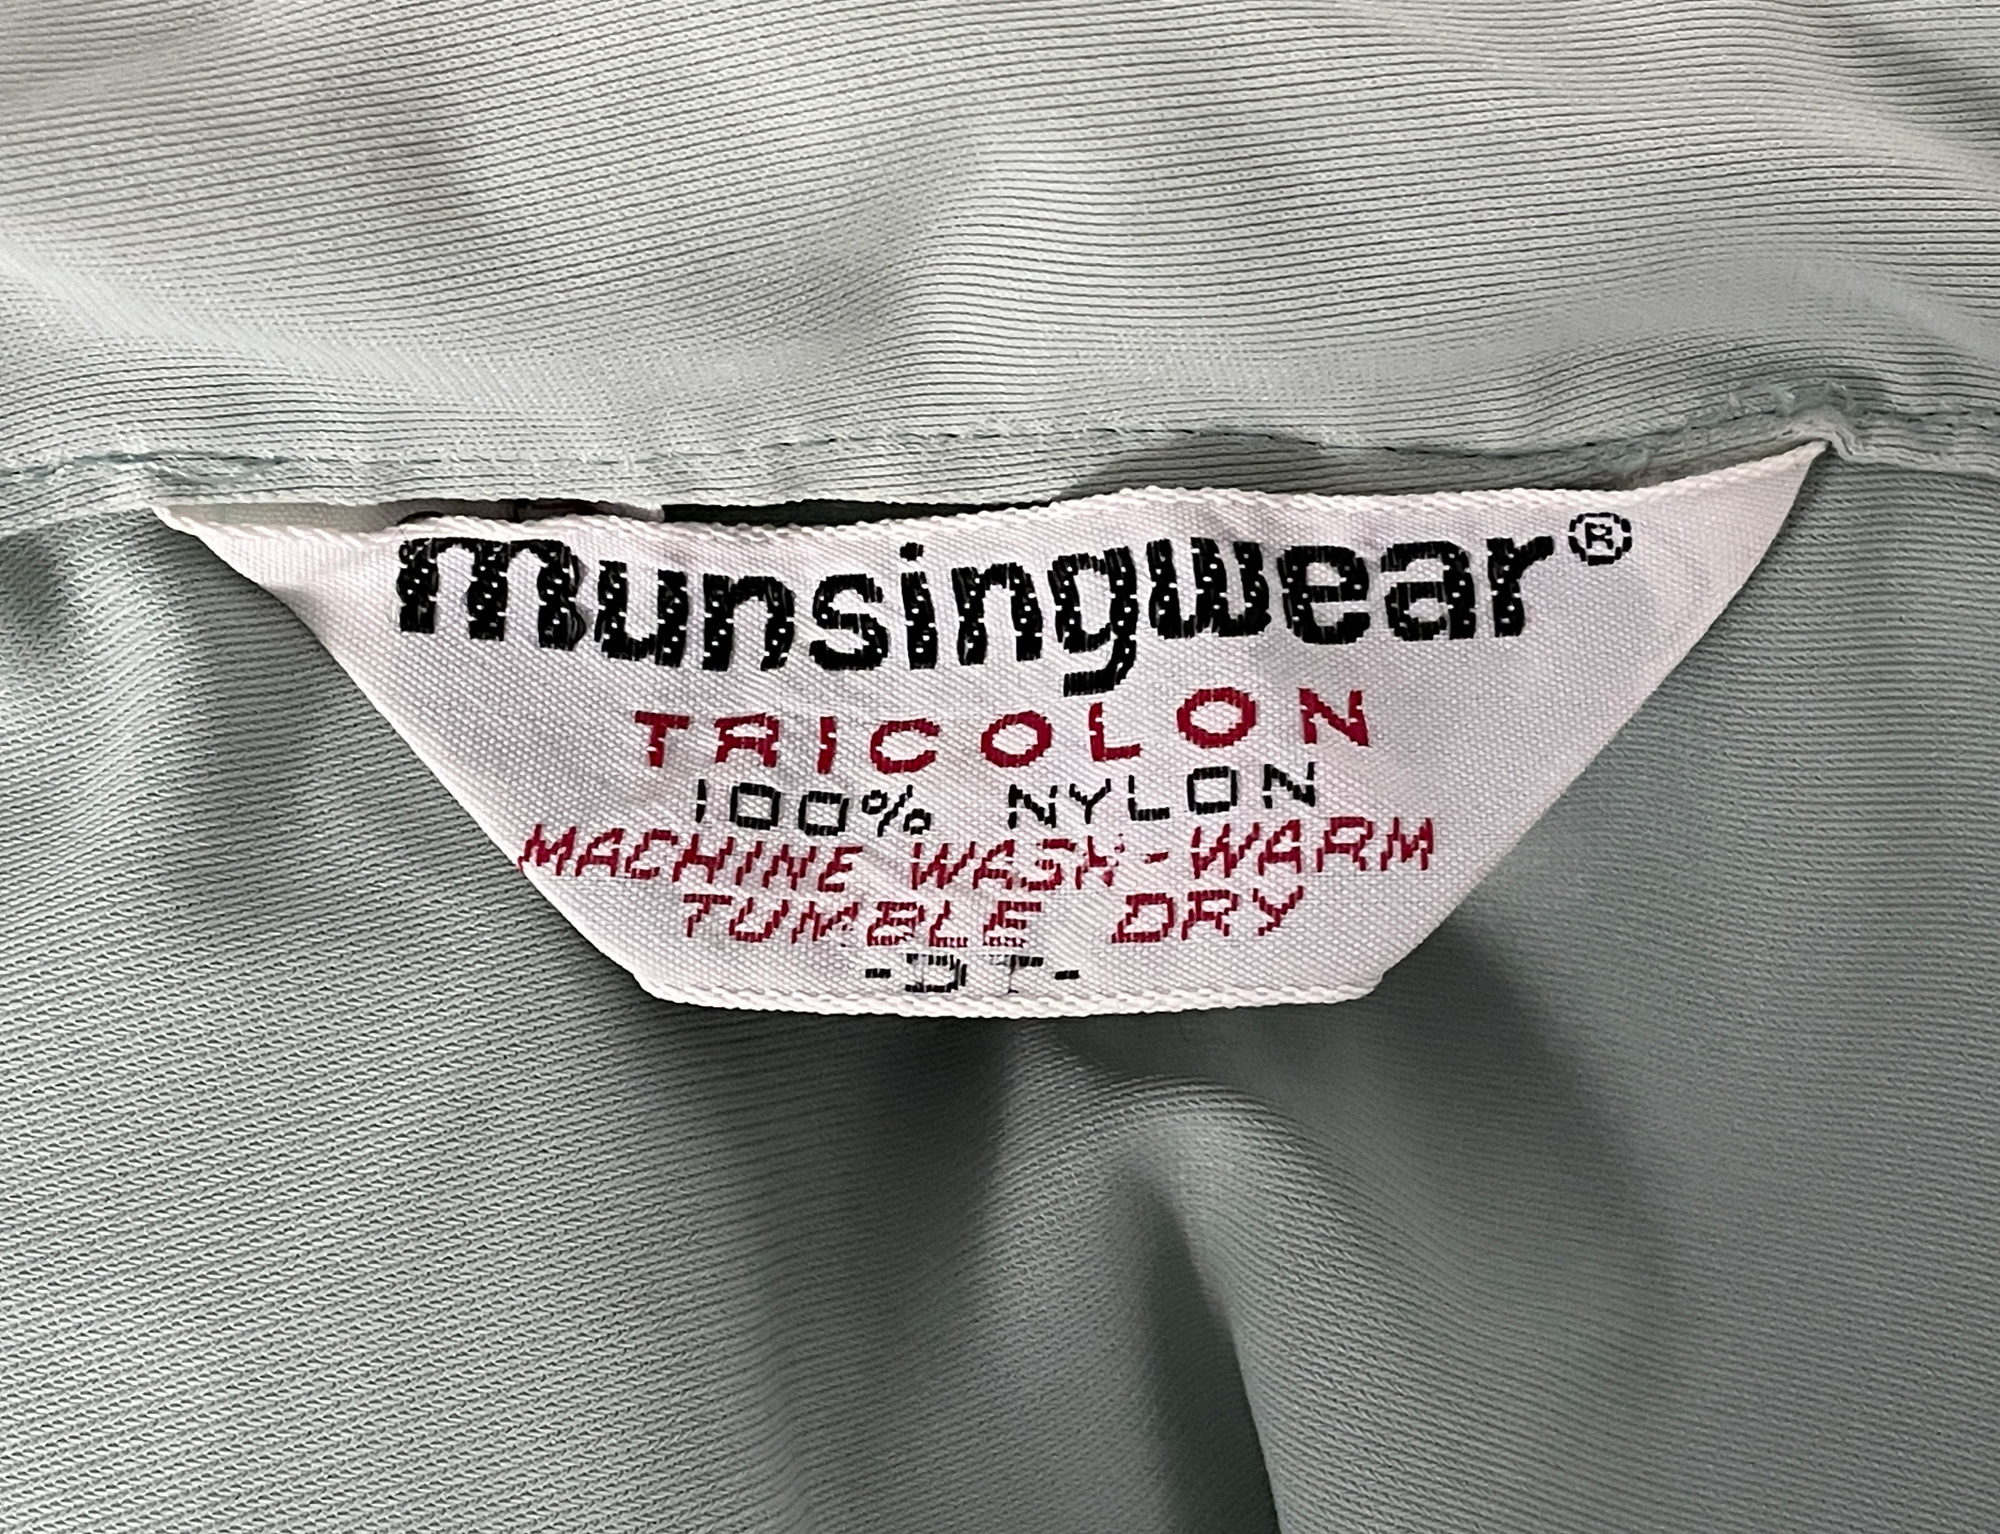 munsingwear®
TRICOLON
100% NYLON
MACHINE WASH-WARM
TUMBLE DRY